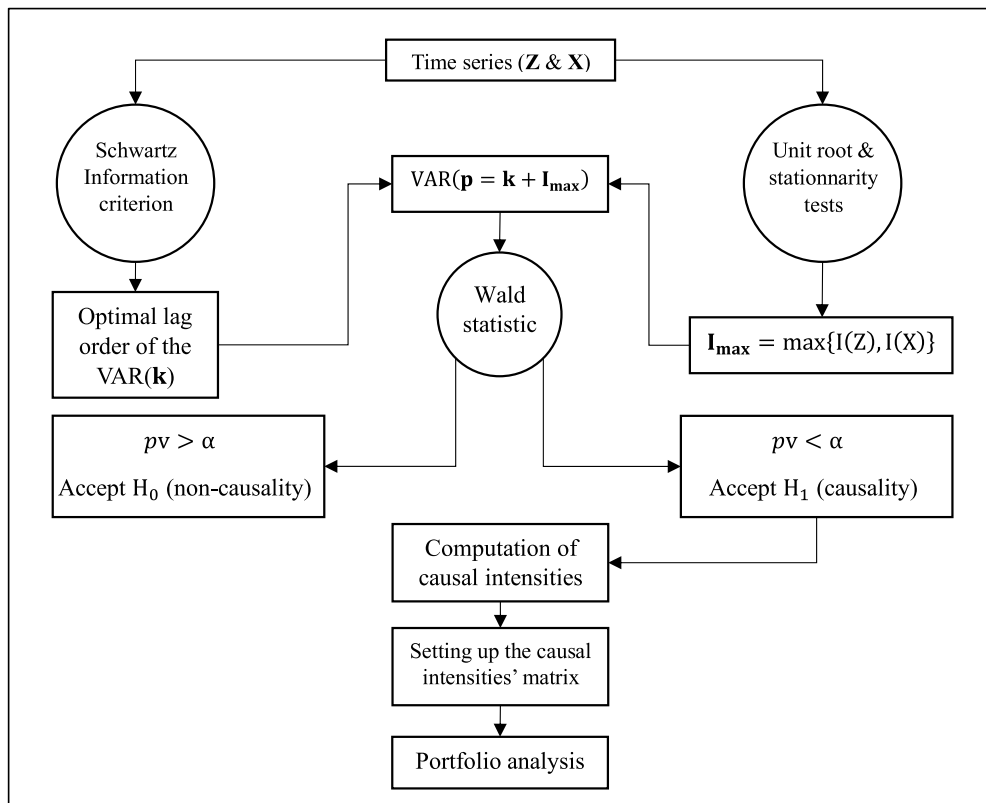 Time series (Z & X)
Schwartz
Information
criterion
VAR(p = k + I_max)
Unit root &
stationnarity
tests
Optimal lag
order of the
VAR(k)
Wald
statistic
I_max = max{I(Z), I(X)}
pv > α
Accept H₀ (non-causality)
pv < α
Accept H₁ (causality)
Computation of
causal intensities
Setting up the causal
intensities’ matrix
Portfolio analysis